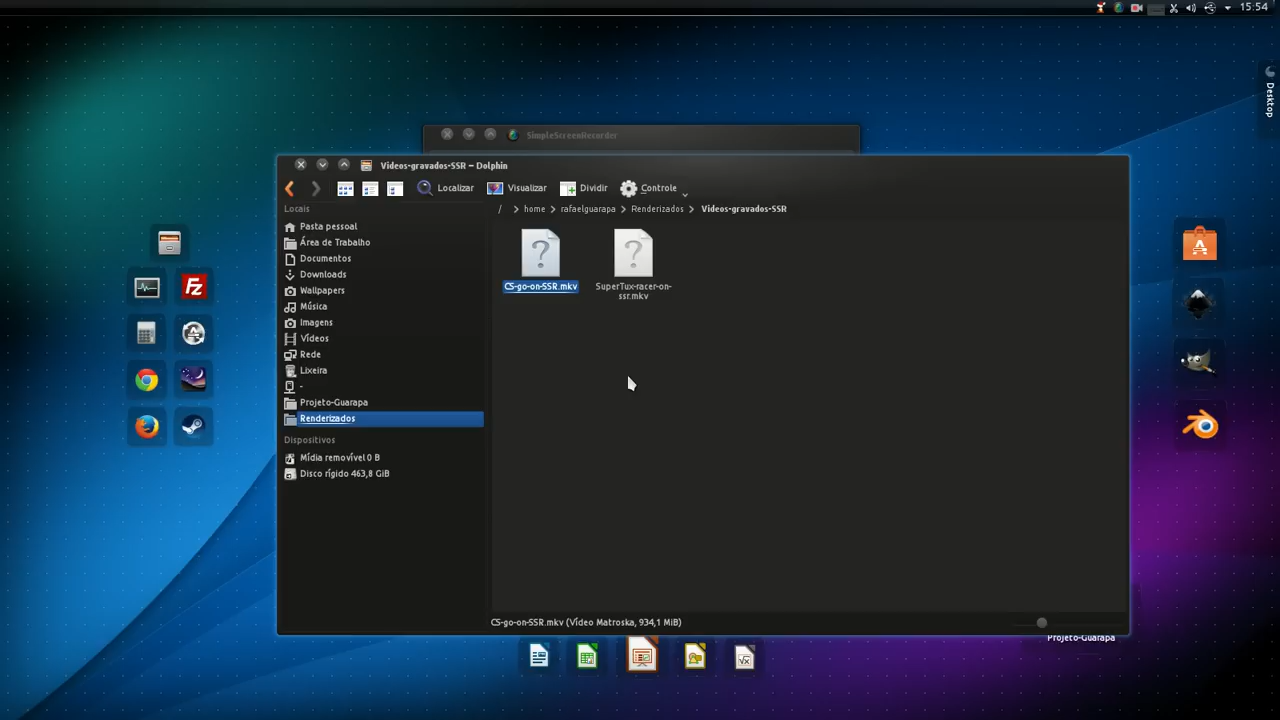 15:54
Desktop
SimpleScreenRecorder
Videos-gravados-SSR – Dolphin
Localizar
Visualizar
Dividir
Controle
/ > home > rafaelguarapa > Renderizados > Videos-gravados-SSR
Locais
Pasta pessoal
Área de Trabalho
Documentos
Downloads
Wallpapers
Música
Imagens
Vídeos
Rede
Lixeira
-
Projeto-Guarapa
Renderizados
Dispositivos
Mídia removível 0 B
Disco rígido 463,8 GiB
CS-go-on-SSR.mkv
SuperTux-racer-on-
ssr.mkv
CS-go-on-SSR.mkv (Vídeo Matroska, 934,1 MiB)
Projeto-Guarapa
Fz